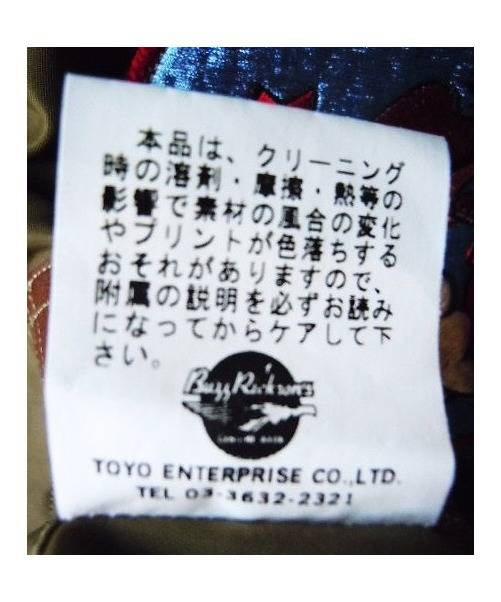 本品は、クリーニング
時の溶剤・摩擦・熱等の
影響で素材の風合の変化
やプリントが色落ちする
おそれがありますので、
附属の説明を必ずお読み
になってからケアして下
さい。
Buzz Rickson's
TOYO ENTERPRISE CO.,LTD.
TEL 03-3632-2321